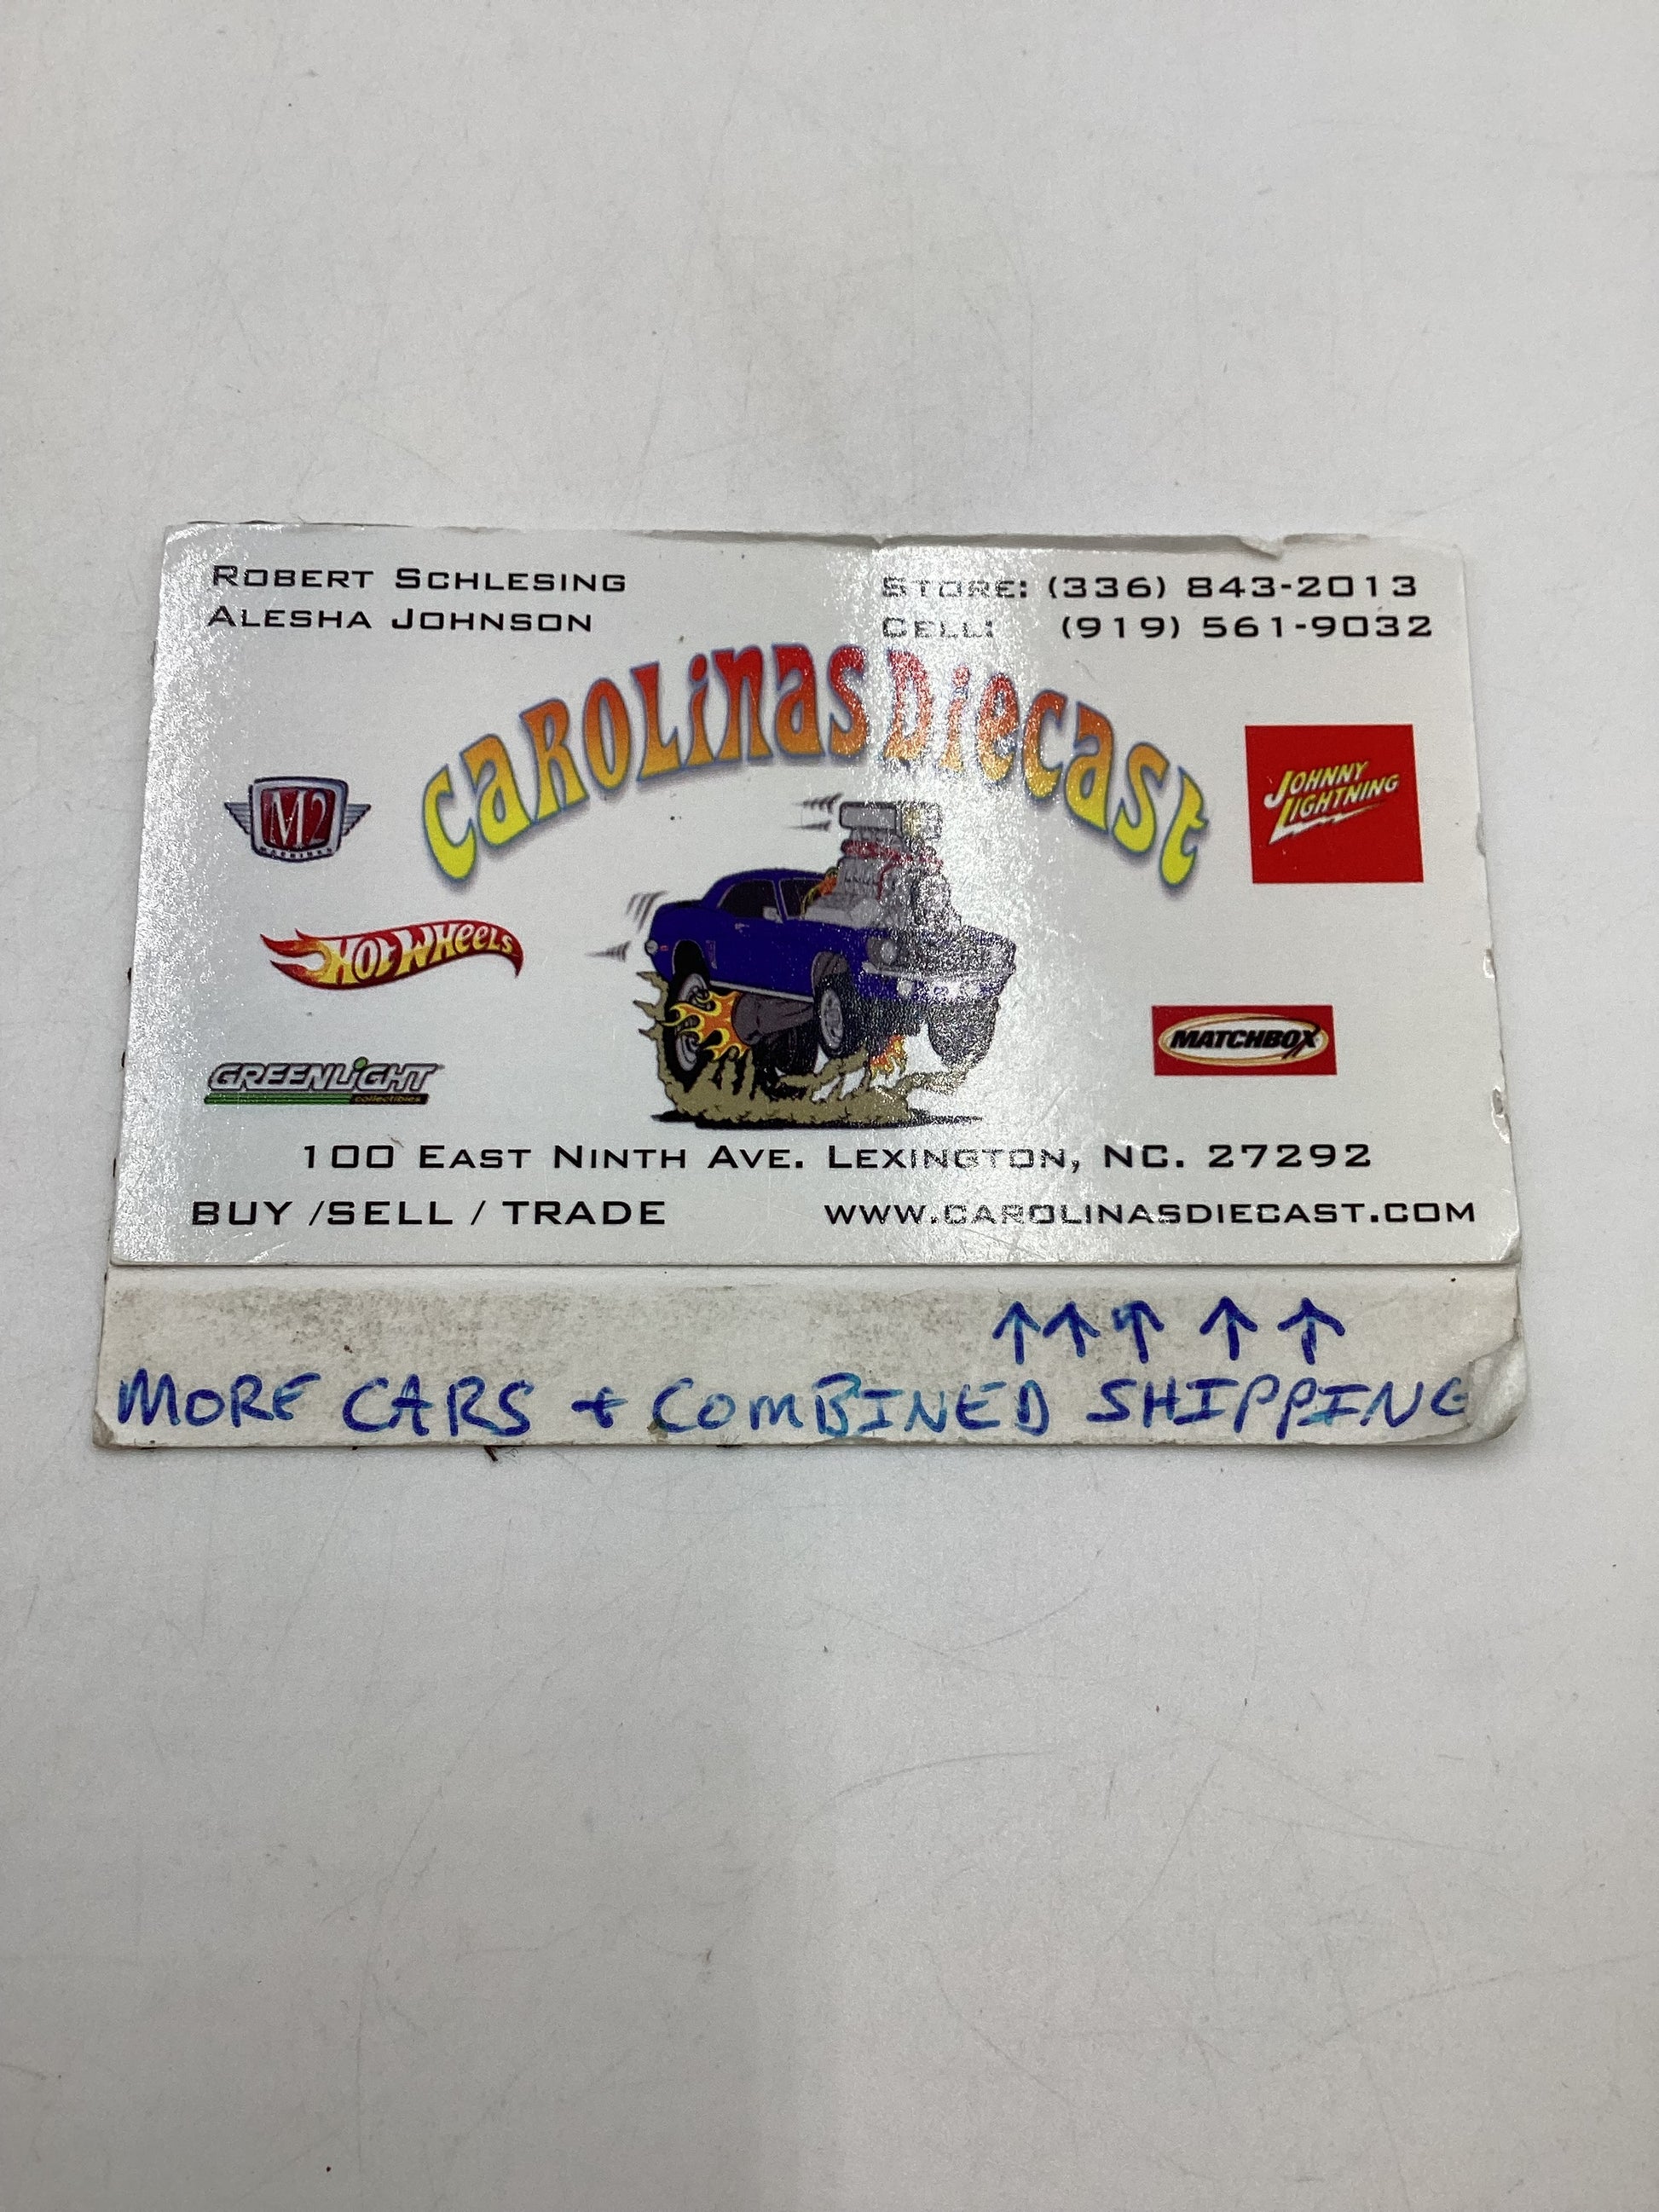 ROBERT SCHLESING
ALESHA JOHNSON
STORE: (336) 843-2013
CELL: (919) 561-9032
CAROLINAS DIECAST
M2
MACHINES
JOHNNY
LIGHTNING
HOT WHEELS
MATCHBOX
GREENLIGHT
collectibles
100 EAST NINTH AVE. LEXINGTON, NC. 27292
BUY /SELL / TRADE
WWW.CAROLINASDIECAST.COM
↑↑↑↑↑
MORE CARS + COMBINED SHIPPING